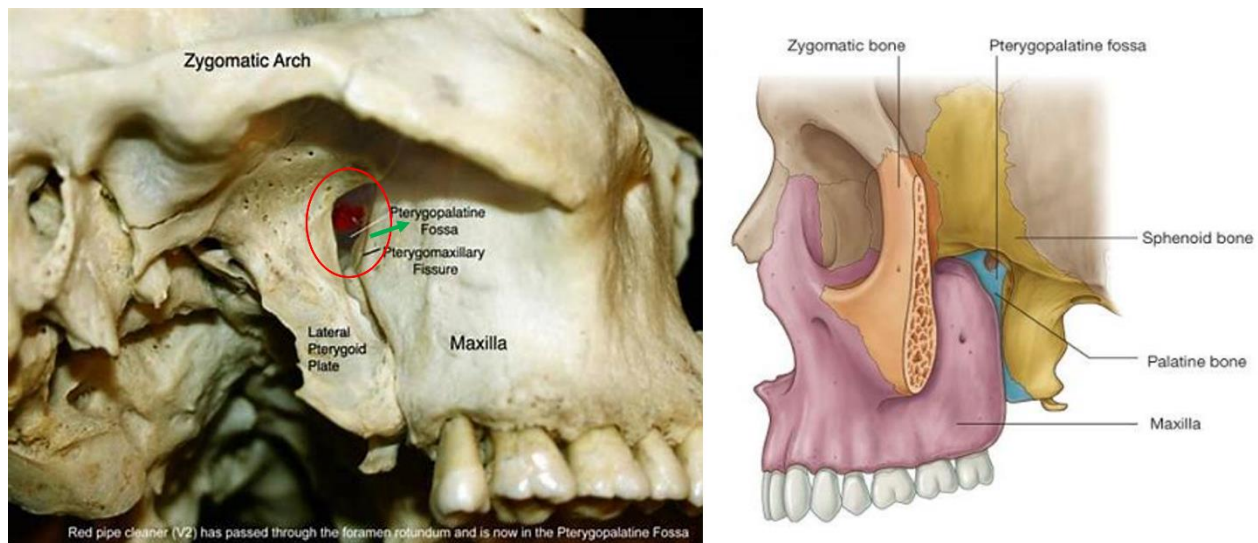 Zygomatic Arch
Pterygopalatine
Fossa
Pterygomaxillary
Fissure
Lateral
Pterygoid
Plate
Maxilla
Red pipe cleaner (V2) has passed through the foramen rotundum and is now in the Pterygopalatine Fossa
Zygomatic bone
Pterygopalatine fossa
Sphenoid bone
Palatine bone
Maxilla